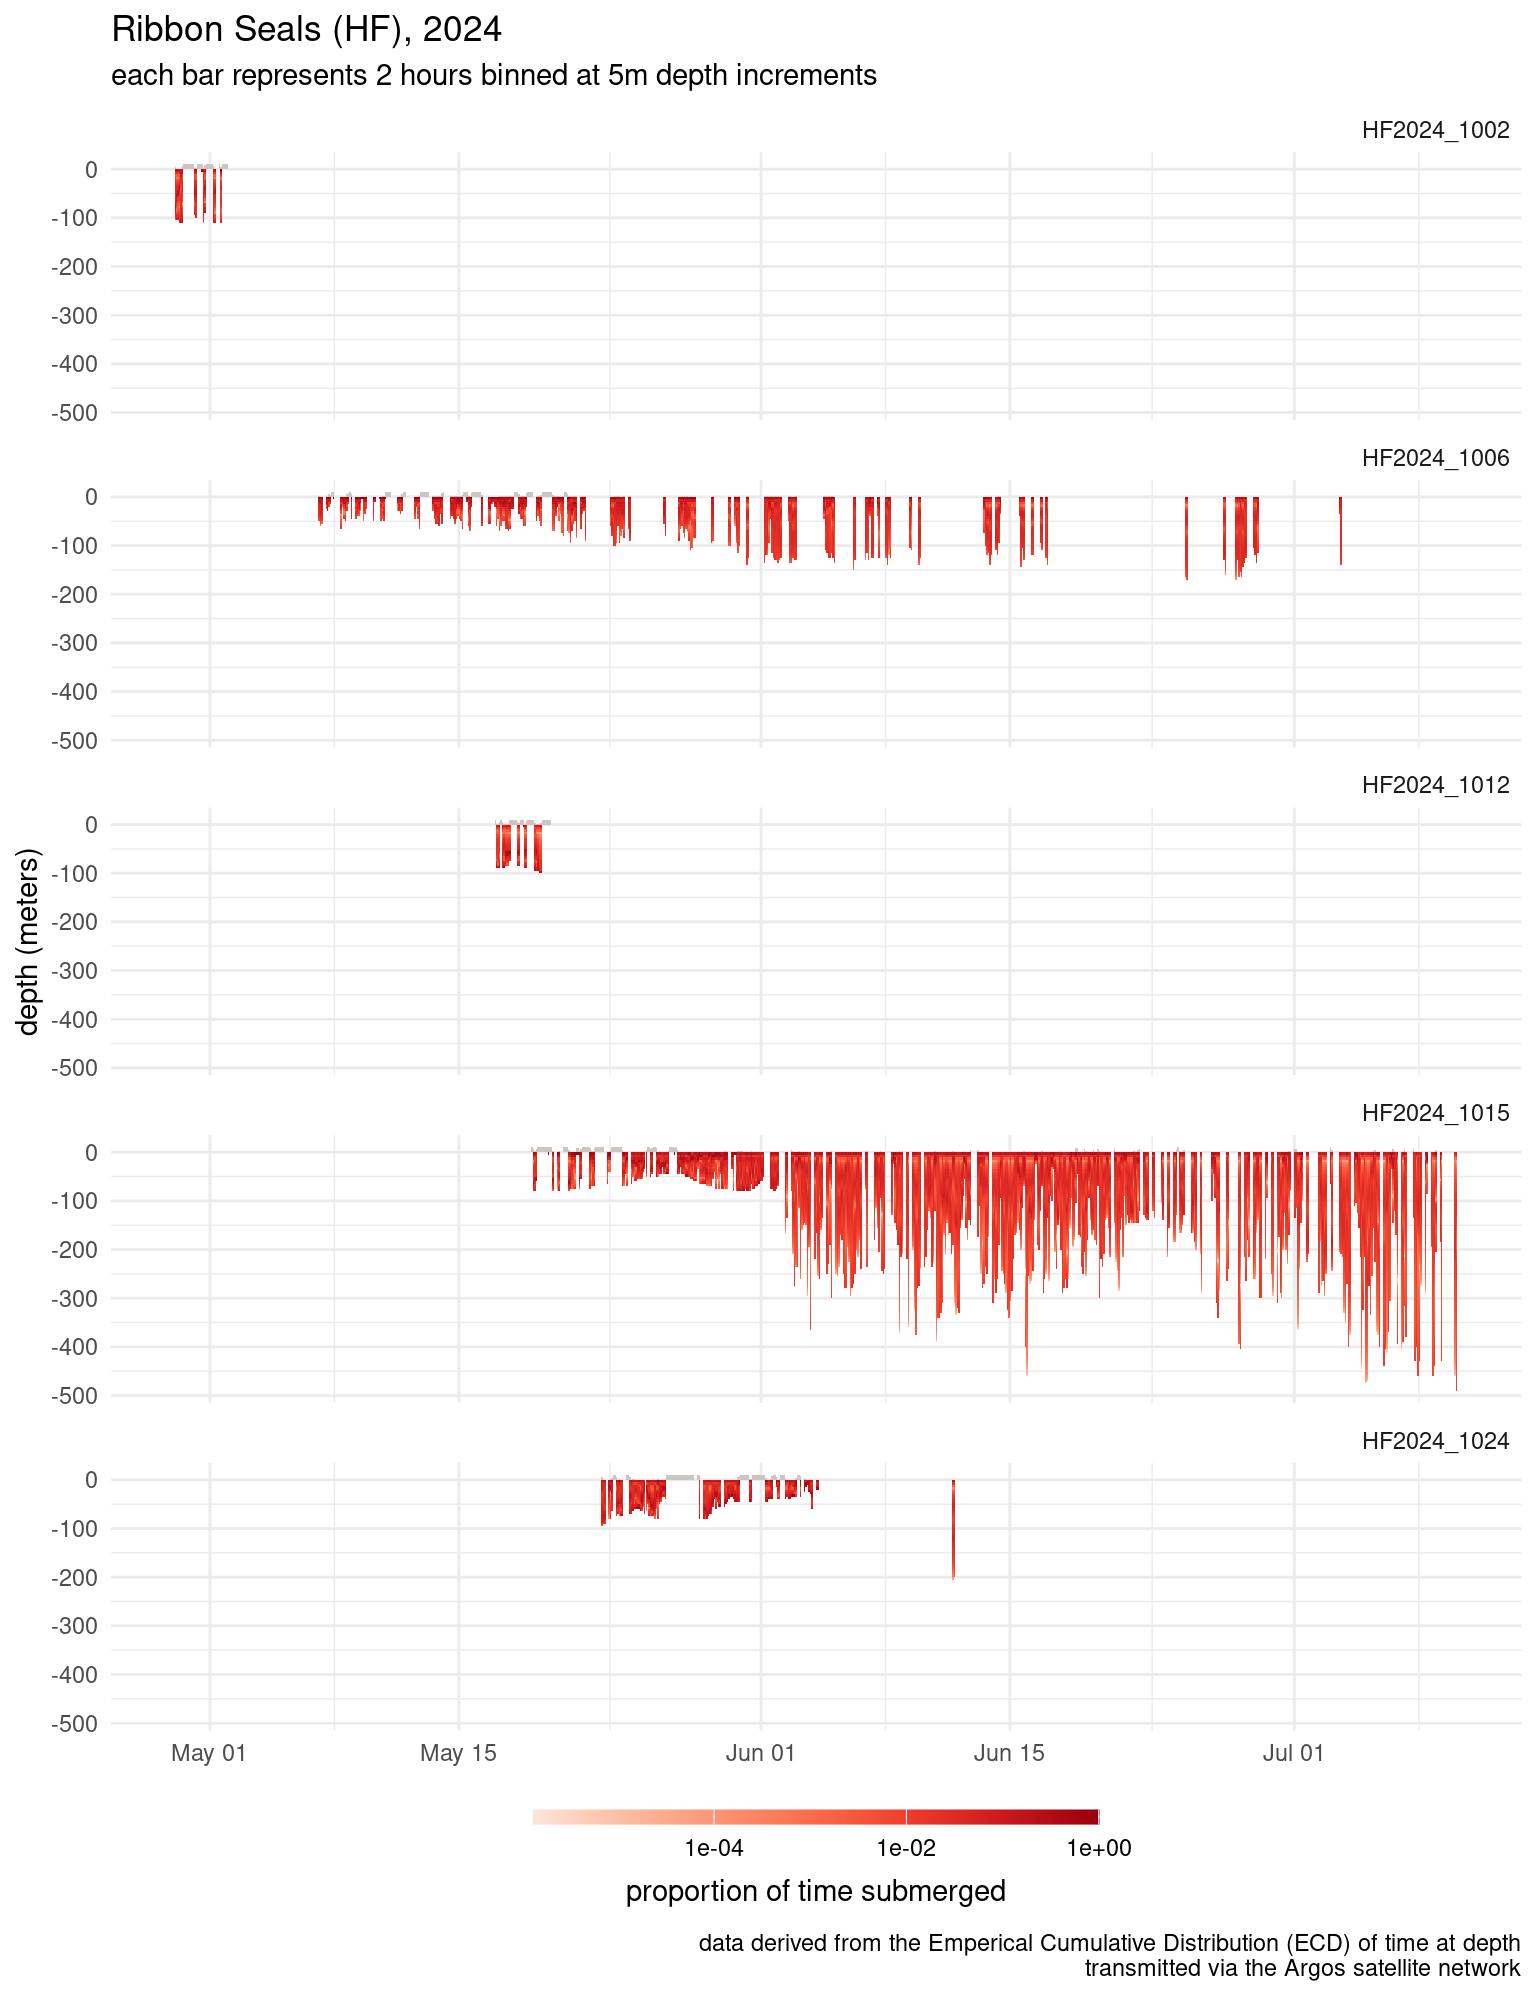 Ribbon Seals (HF), 2024
each bar represents 2 hours binned at 5m depth increments
HF2024_1002
0
-100
-200
-300
-400
-500
HF2024_1006
0
-100
-200
-300
-400
-500
HF2024_1012
0
-100
-200
-300
-400
-500
depth (meters)
HF2024_1015
0
-100
-200
-300
-400
-500
HF2024_1024
0
-100
-200
-300
-400
-500
May 01 May 15 Jun 01 Jun 15 Jul 01
1e-04 1e-02 1e+00
proportion of time submerged
data derived from the Emperical Cumulative Distribution (ECD) of time at depth
transmitted via the Argos satellite network